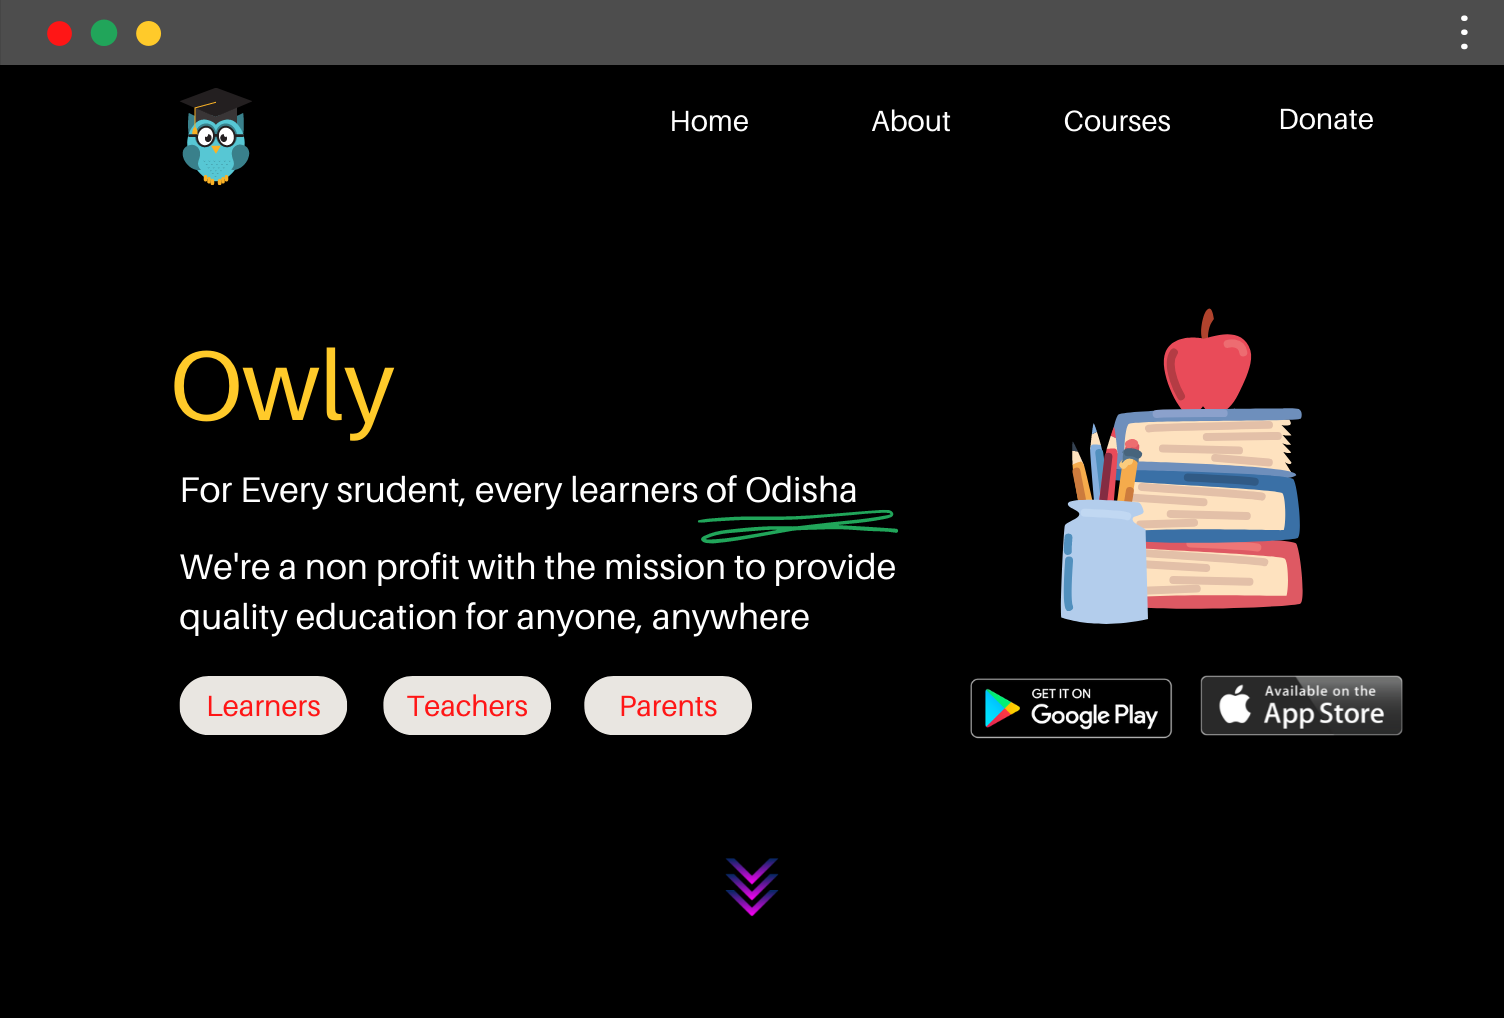 Home
About
Courses
Donate
Owly
For Every srudent, every learners of Odisha
We're a non profit with the mission to provide
quality education for anyone, anywhere
Learners
Teachers
Parents
GET IT ON
Google Play
Available on the
App Store